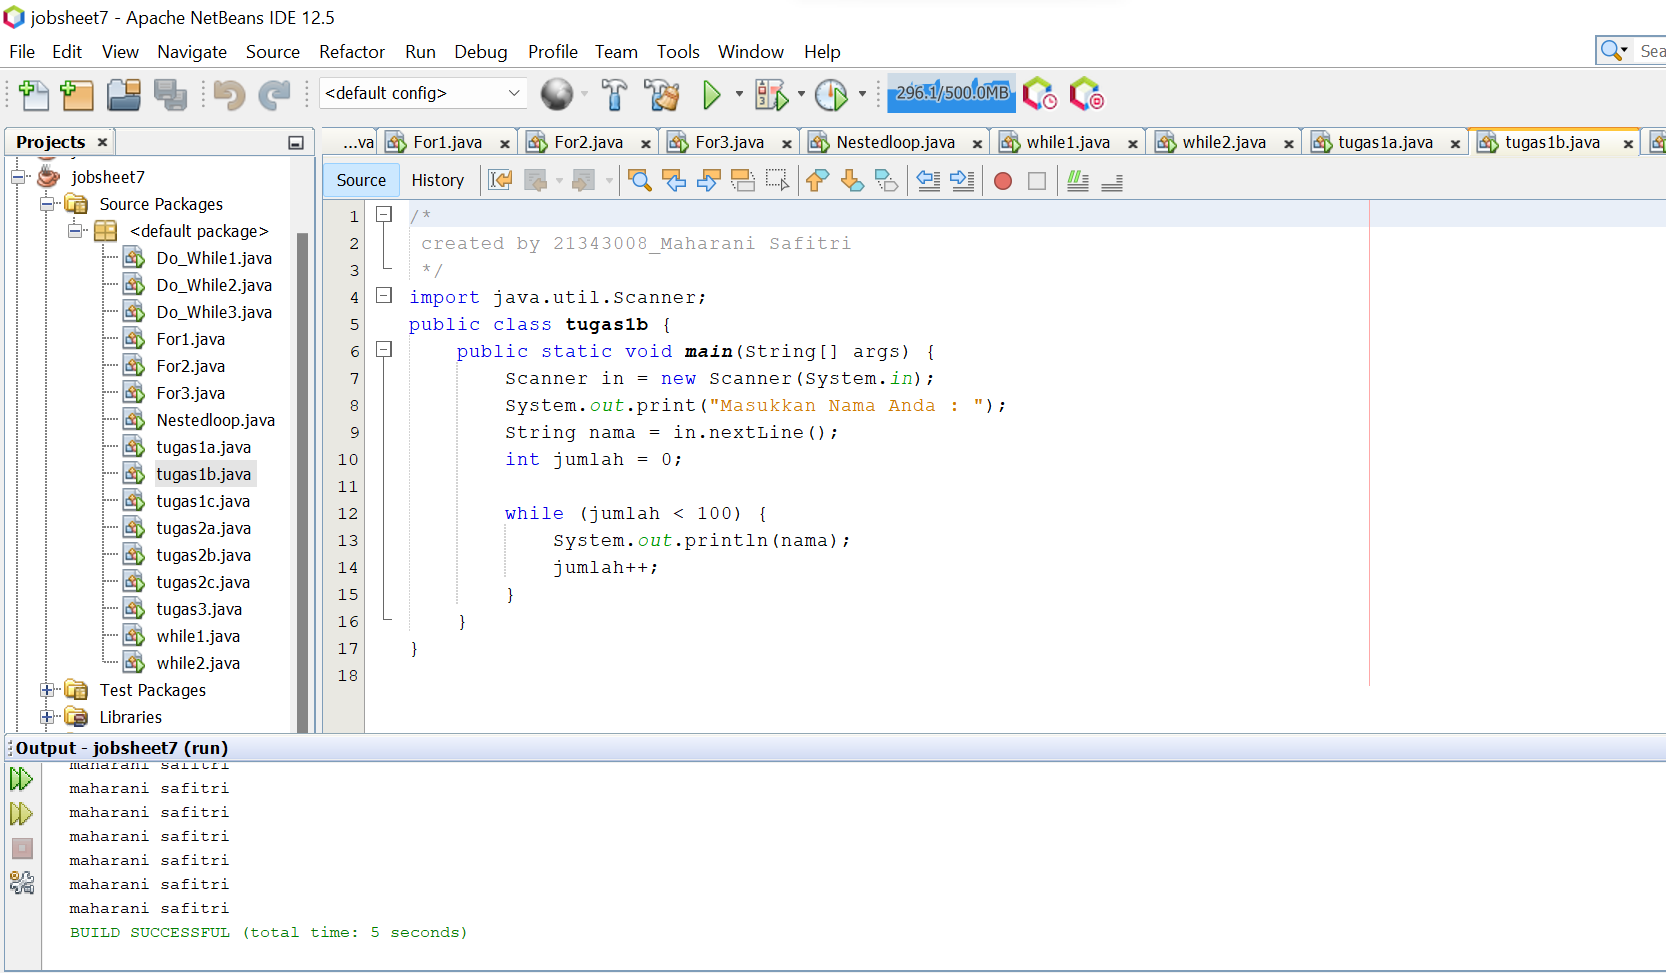 jobsheet7 - Apache NetBeans IDE 12.5
File Edit View Navigate Source Refactor Run Debug Profile Team Tools Window Help
Sea
<default config>
296.1/500.0MB
Projects
...va For1.java For2.java For3.java Nestedloop.java while1.java while2.java tugas1a.java tugas1b.java
Source History
jobsheet7
Source Packages
<default package>
Do_While1.java
Do_While2.java
Do_While3.java
For1.java
For2.java
For3.java
Nestedloop.java
tugas1a.java
tugas1b.java
tugas1c.java
tugas2a.java
tugas2b.java
tugas2c.java
tugas3.java
while1.java
while2.java
Test Packages
Libraries
1 /*
2 created by 21343008_Maharani Safitri
3 */
4 import java.util.Scanner;
5 public class tugas1b {
6 public static void main(String[] args) {
7 Scanner in = new Scanner(System.in);
8 System.out.print("Masukkan Nama Anda : ");
9 String nama = in.nextLine();
10 int jumlah = 0;
11
12 while (jumlah < 100) {
13 System.out.println(nama);
14 jumlah++;
15 }
16 }
17 }
18
Output - jobsheet7 (run)
maharani safitri
maharani safitri
maharani safitri
maharani safitri
maharani safitri
maharani safitri
maharani safitri
BUILD SUCCESSFUL (total time: 5 seconds)